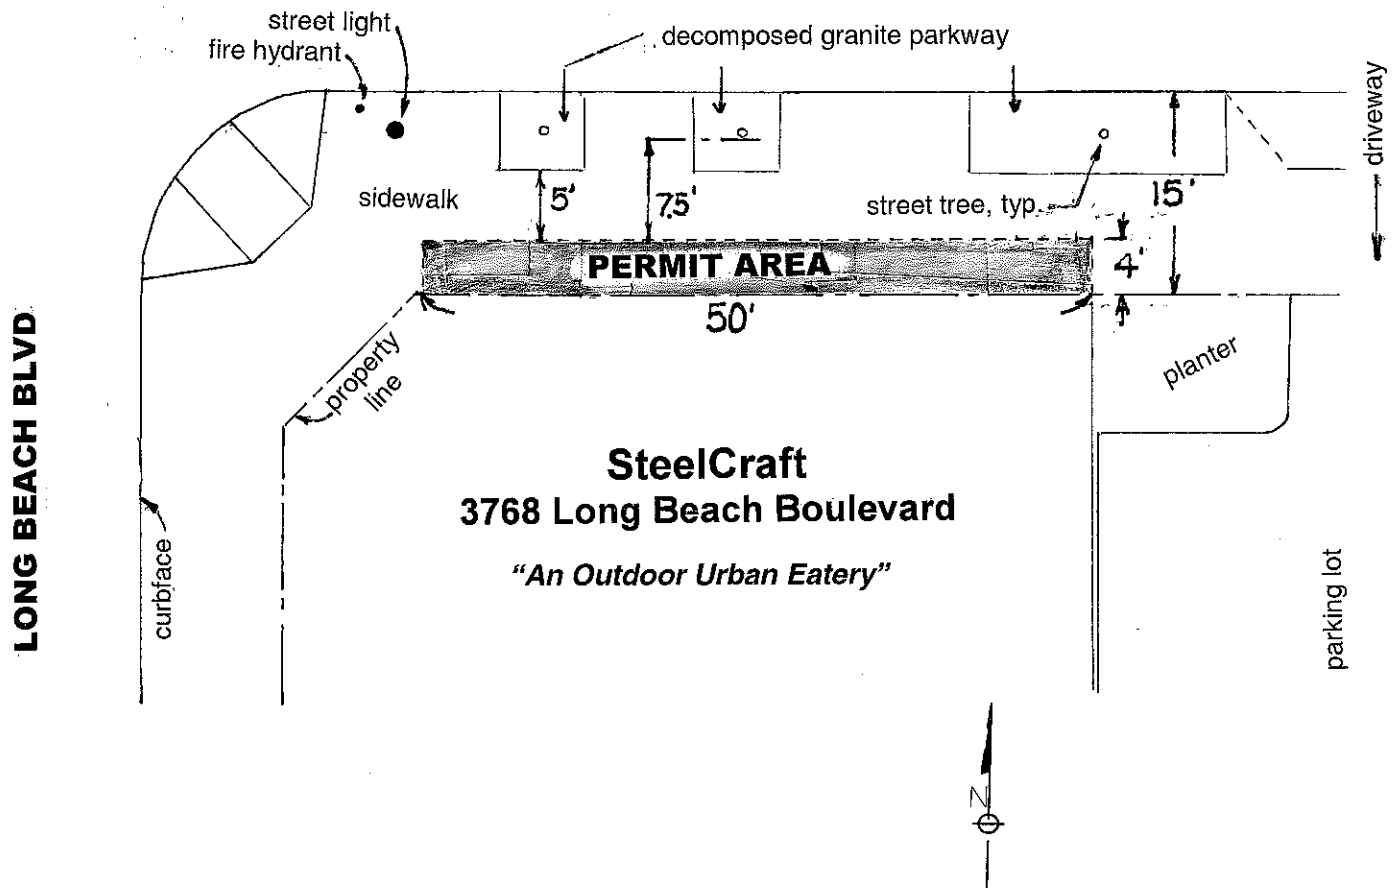 street light
fire hydrant
decomposed granite parkway
driveway
sidewalk
5'
7.5'
street tree, typ.
15'
PERMIT AREA
4'
50'
LONG BEACH BLVD
property
line
planter
SteelCraft
3768 Long Beach Boulevard
"An Outdoor Urban Eatery"
curbface
parking lot
N